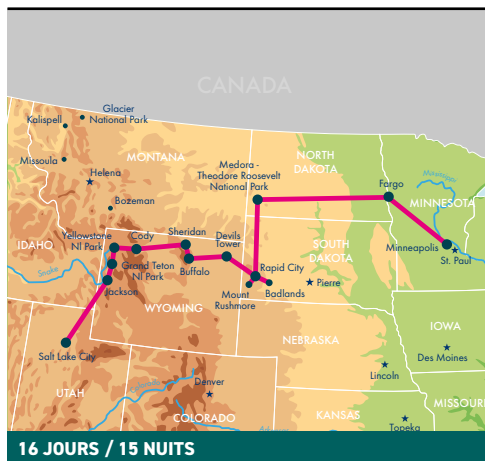 CANADA
Glacier
National Park
Kalispell
Missoula
Helena
MONTANA
Bozeman
Medora -
Theodore Roosevelt
National Park
NORTH
DAKOTA
Fargo
Mississippi
MINNESOTA
Minneapolis
St. Paul
IDAHO
Yellowstone
Nl Park
Cody
Sheridan
Devils
Tower
SOUTH
DAKOTA
Snake
Grand Teton
Nl Park
Buffalo
Rapid City
Jackson
Mount
Rushmore
Badlands
Pierre
WYOMING
Salt Lake City
NEBRASKA
IOWA
Des Moines
UTAH
Denver
Lincoln
COLORADO
KANSAS
Topeka
MISSOURI
16 JOURS / 15 NUITS